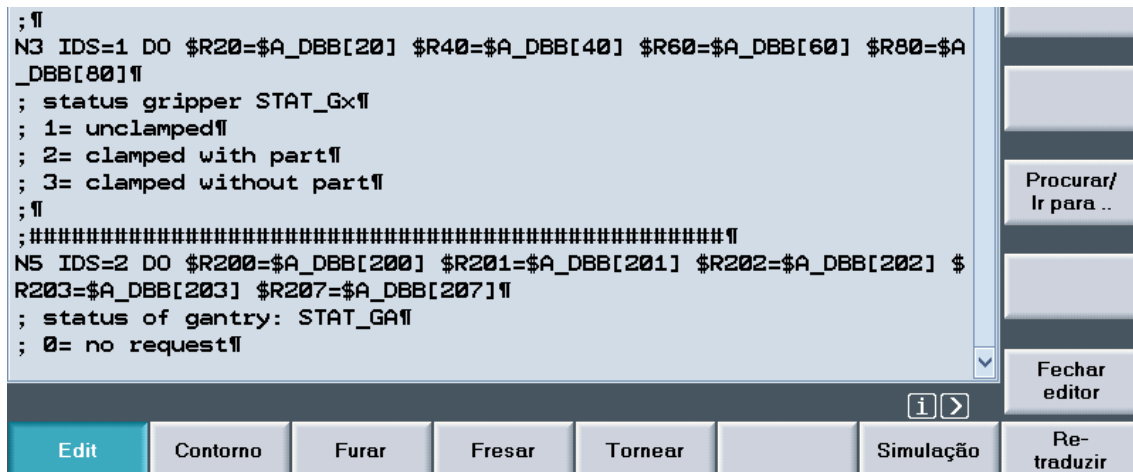 ;¶
N3 IDS=1 DO $R20=$A_DBB[20] $R40=$A_DBB[40] $R60=$A_DBB[60] $R80=$A
_DBB[80]¶
; status gripper STAT_Gx¶
; 1= unclamped¶
; 2= clamped with part¶
; 3= clamped without part¶
;¶
;#################################################¶
N5 IDS=2 DO $R200=$A_DBB[200] $R201=$A_DBB[201] $R202=$A_DBB[202] $
R203=$A_DBB[203] $R207=$A_DBB[207]¶
; status of gantry: STAT_GA¶
; 0= no request¶
Procurar/
Ir para ..
Fechar
editor
i >
Edit Contorno Furar Fresar Tornear Simulação Re-
traduzir